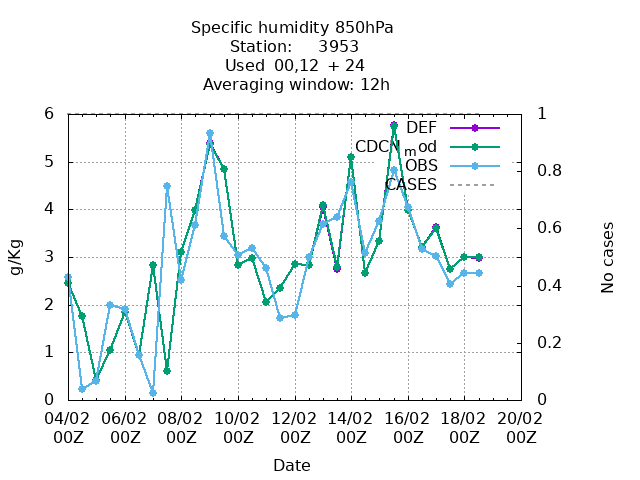 Specific humidity 850hPa
Station: 3953
Used 00,12 + 24
Averaging window: 12h
6 1
DEF
CDCN_mod
OBS
CASES
5
0.8
4
0.6
3
0.4
2
0.2
1
0 0
g/Kg
No cases
04/02 06/02 08/02 10/02 12/02 14/02 16/02 18/02 20/02
00Z 00Z 00Z 00Z 00Z 00Z 00Z 00Z 00Z
Date